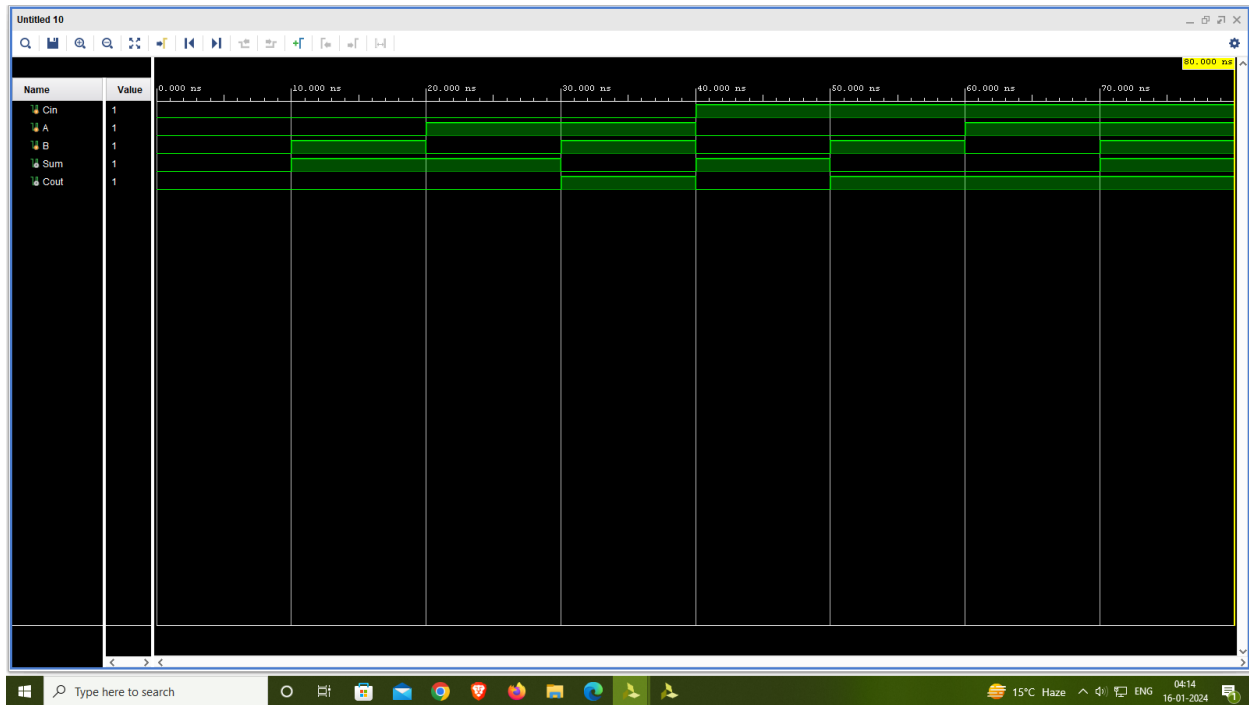 Untitled 10
80.000 ns
Name Value 0.000 ns 10.000 ns 20.000 ns 30.000 ns 40.000 ns 50.000 ns 60.000 ns 70.000 ns
Cin 1
A 1
B 1
Sum 1
Cout 1
Type here to search 15°C Haze ENG 04:14
16-01-2024 1